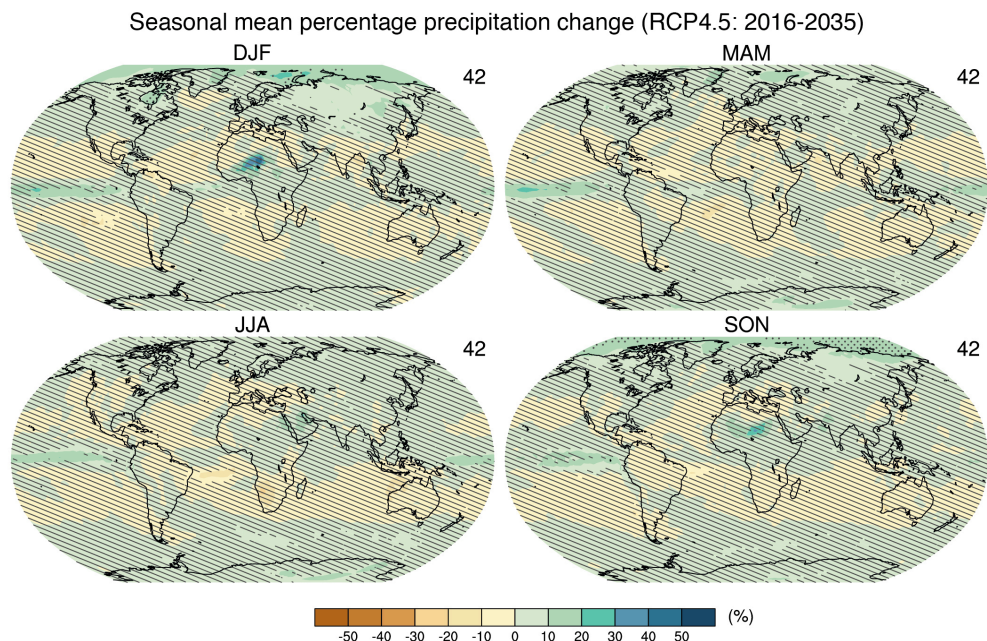 Seasonal mean percentage precipitation change (RCP4.5: 2016-2035)
DJF
MAM
42
42
JJA
SON
42
42
(%)
-50 -40 -30 -20 -10 0 10 20 30 40 50